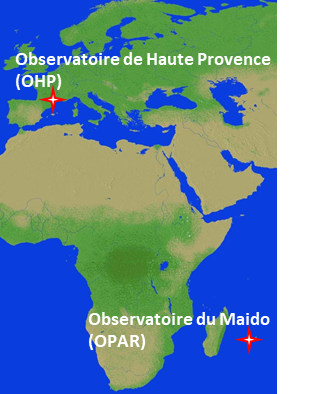 Observatoire de Haute Provence
(OHP)
Observatoire du Maido
(OPAR)